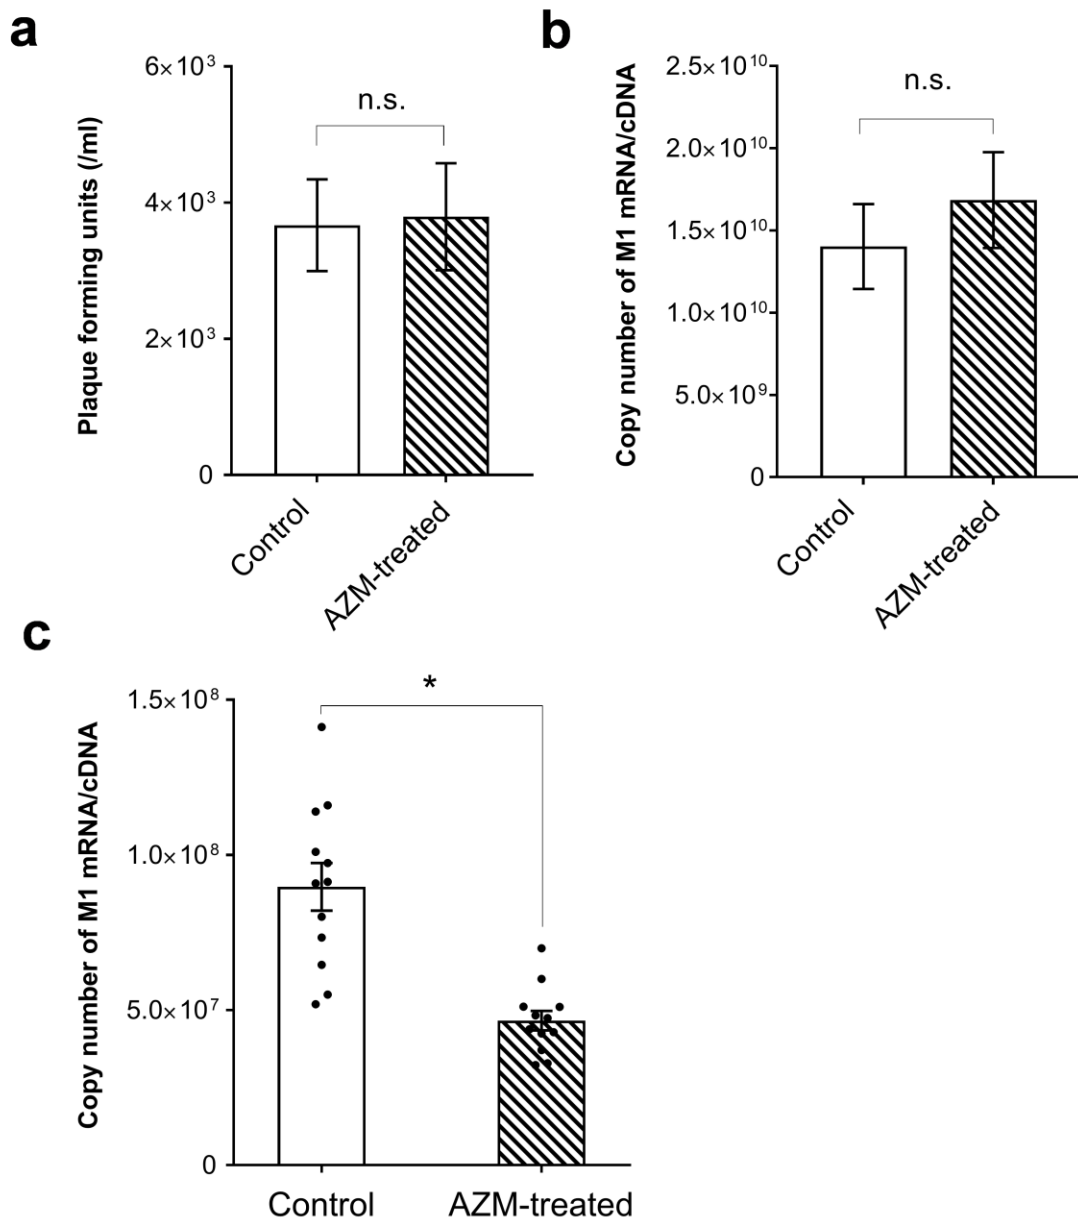 a
6×10³
n.s.
4×10³
2×10³
0
Plaque forming units (/ml)
Control
AZM-treated
b
2.5×10¹⁰
n.s.
2.0×10¹⁰
1.5×10¹⁰
1.0×10¹⁰
5.0×10⁹
0
Copy number of M1 mRNA/cDNA
Control
AZM-treated
c
1.5×10⁸
*
1.0×10⁸
5.0×10⁷
0
Copy number of M1 mRNA/cDNA
Control
AZM-treated